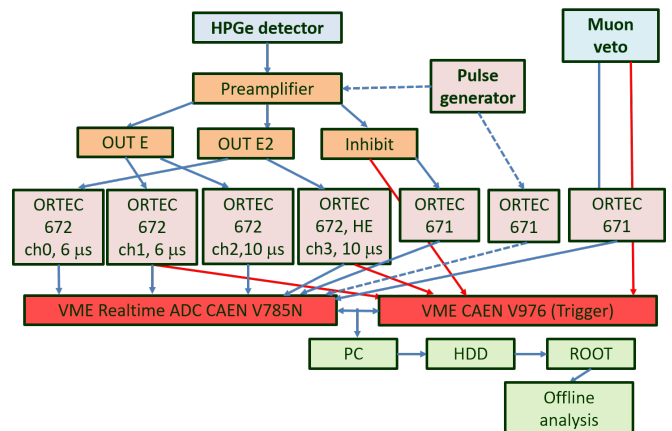 HPGe detector
Muon
veto
Preamplifier
Pulse
generator
OUT E
OUT E2
Inhibit
ORTEC
672
ch0, 6 μs
ORTEC
672
ch1, 6 μs
ORTEC
672
ch2,10 μs
ORTEC
672, HE
ch3, 10 μs
ORTEC
671
ORTEC
671
ORTEC
671
VME Realtime ADC CAEN V785N
VME CAEN V976 (Trigger)
PC
HDD
ROOT
Offline
analysis